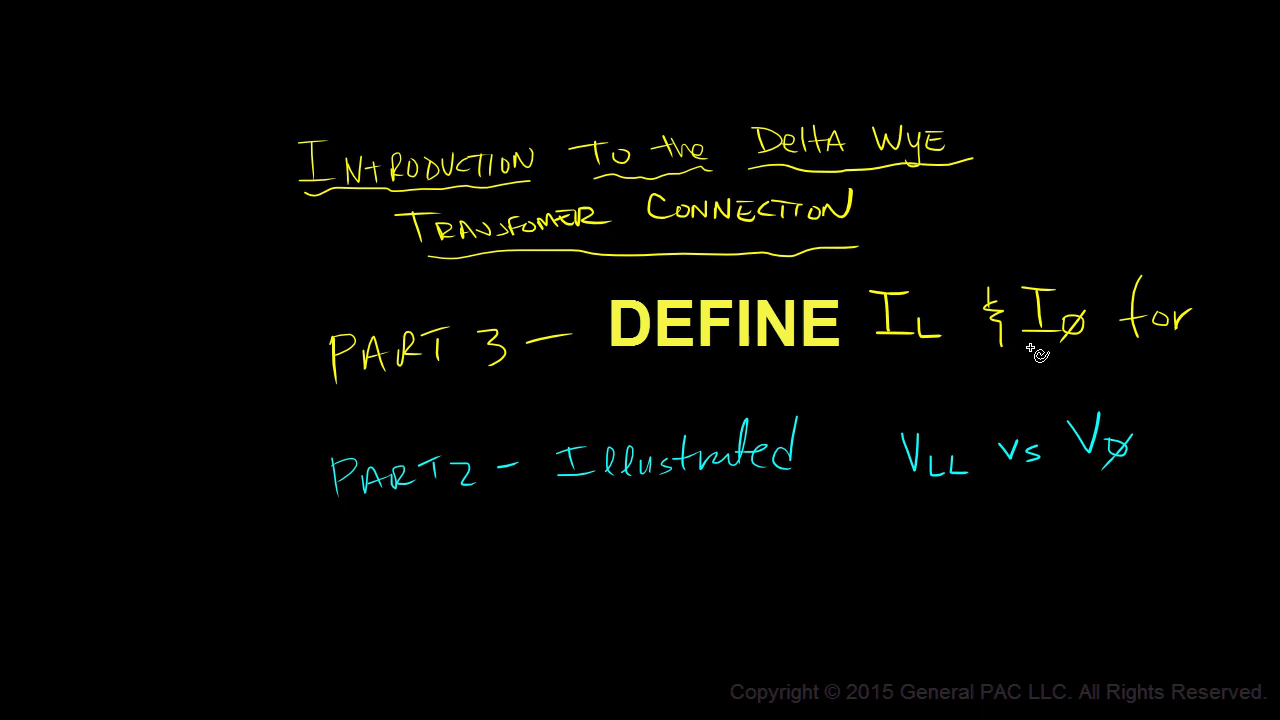 INTRODUCTION TO the DELTA WYE
TRANSFOMER CONNECTION
PART 3 - DEFINE IL & IØ for
PART 2 - Illustrated VLL vs VØ
Copyright © 2015 General PAC LLC. All Rights Reserved.